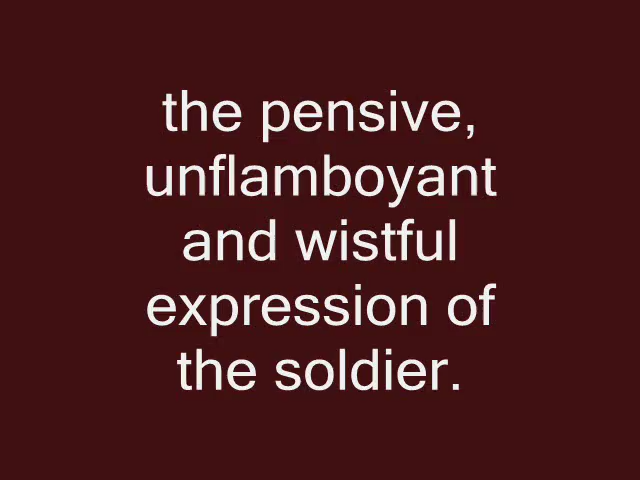 the pensive,
unflamboyant
and wistful
expression of
the soldier.